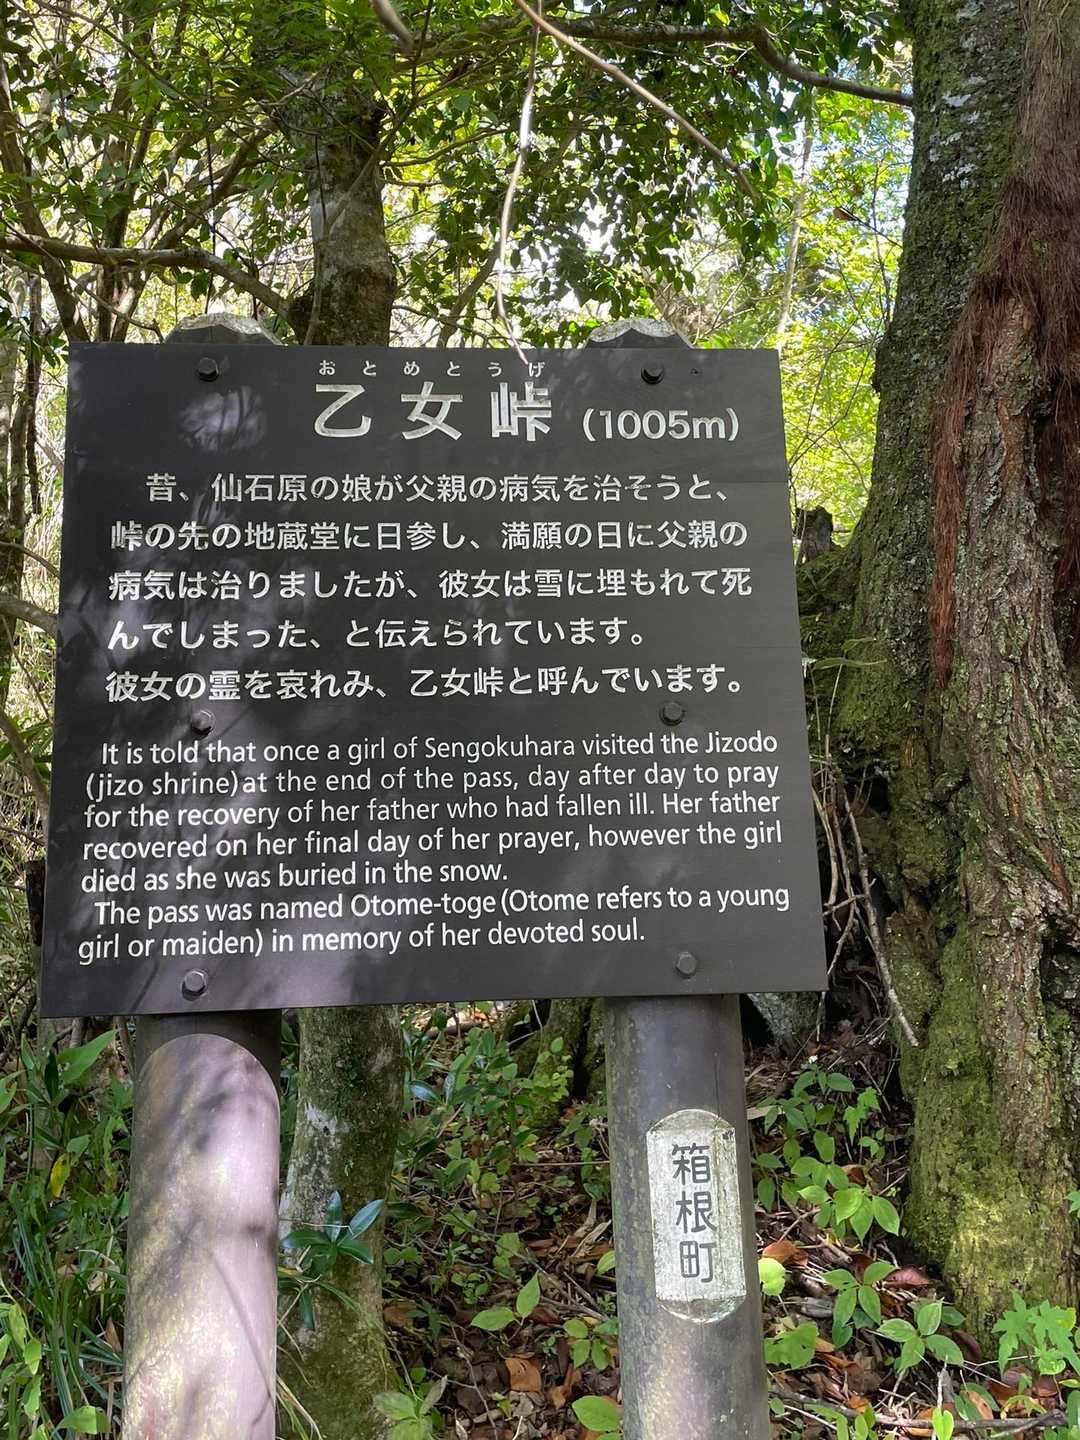 おとめとうげ
乙女峠 (1005m)
昔、仙石原の娘が父親の病気を治そうと、
峠の先の地蔵堂に日参し、満願の日に父親の
病気は治りましたが、彼女は雪に埋もれて死
んでしまった、と伝えられています。
彼女の霊を哀れみ、乙女峠と呼んでいます。
It is told that once a girl of Sengokuhara visited the Jizodo
(jizo shrine) at the end of the pass, day after day to pray
for the recovery of her father who had fallen ill. Her father
recovered on her final day of her prayer, however the girl
died as she was buried in the snow.
The pass was named Otome-toge (Otome refers to a young
girl or maiden) in memory of her devoted soul.
箱根町